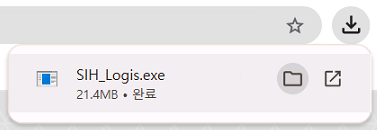 SIH_Logis.exe
21.4MB • 완료